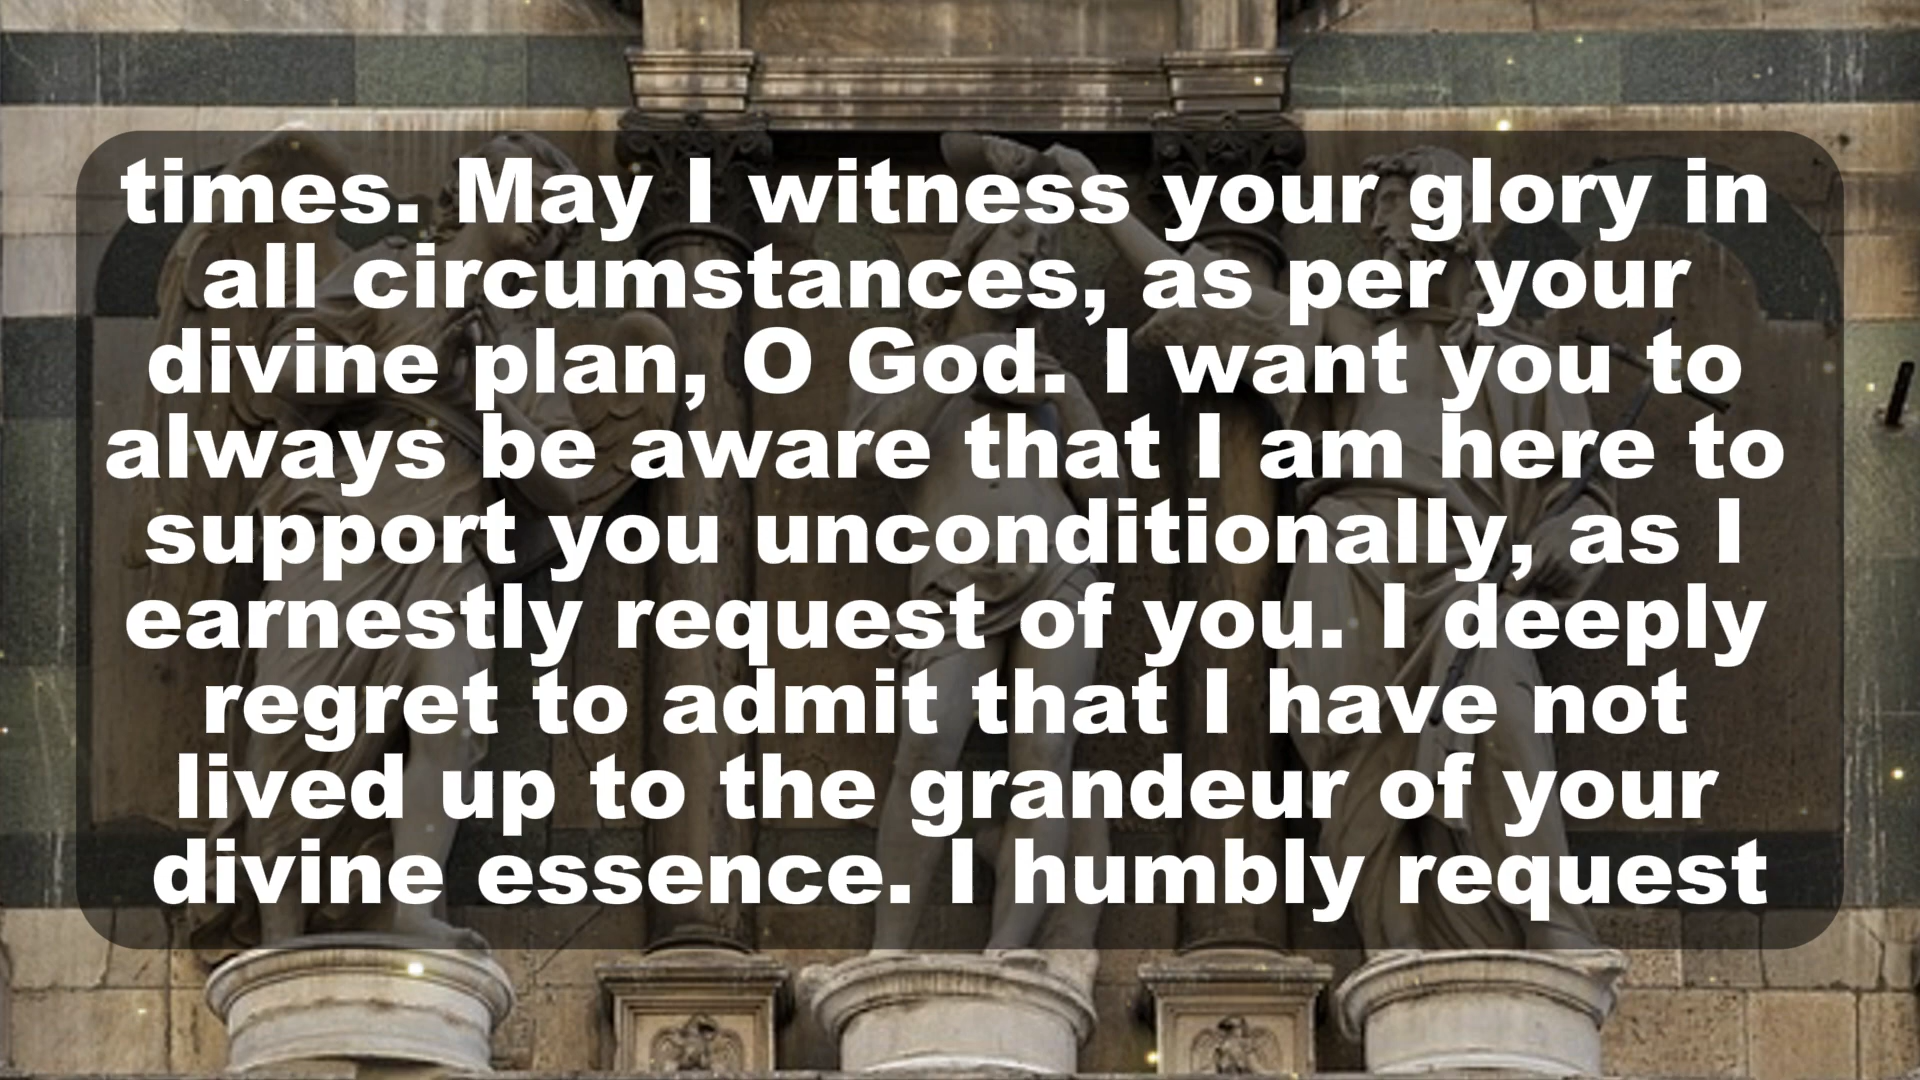 times. May I witness your glory in
all circumstances, as per your
divine plan, O God. I want you to
always be aware that I am here to
support you unconditionally, as I
earnestly request of you. I deeply
regret to admit that I have not
lived up to the grandeur of your
divine essence. I humbly request